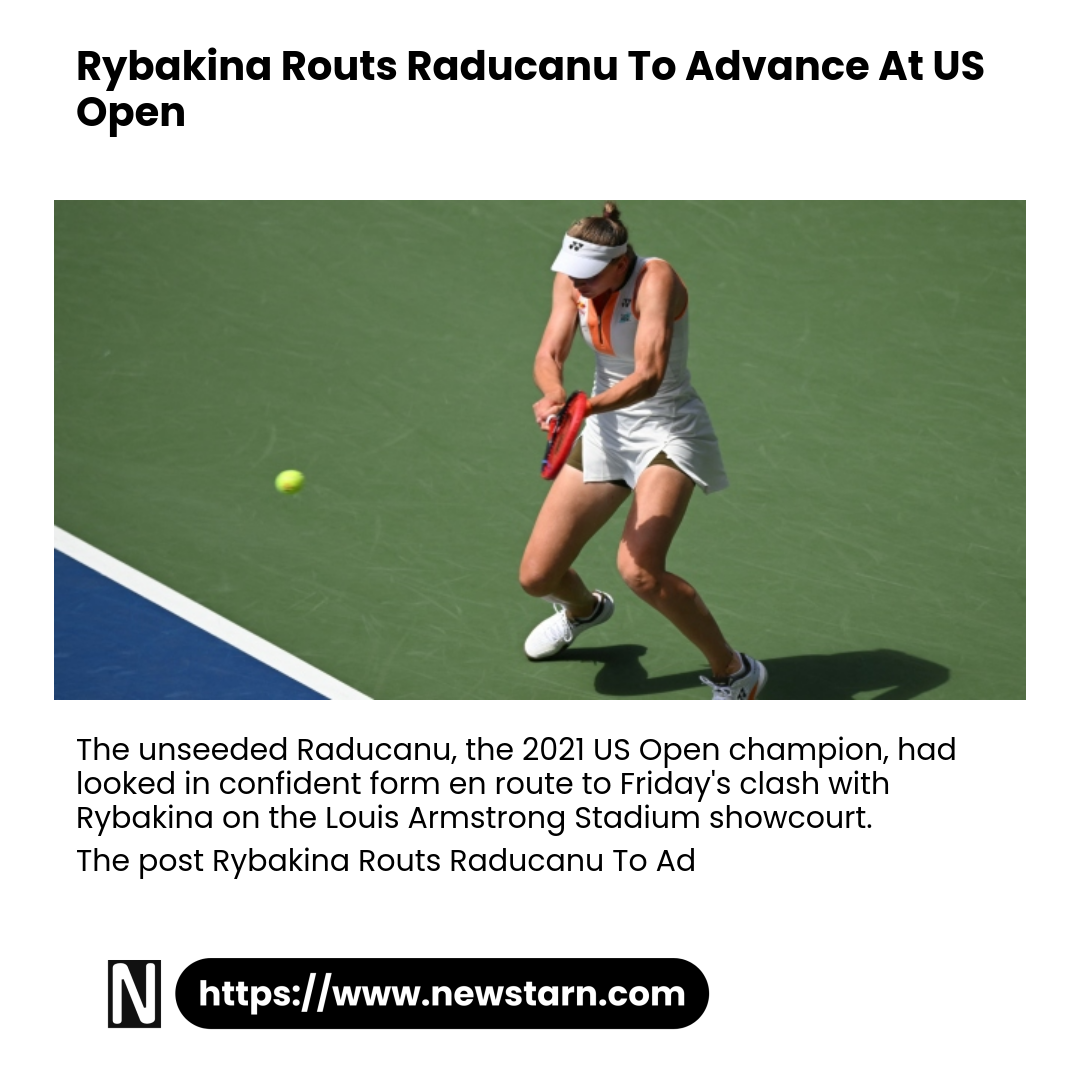 Rybakina Routs Raducanu To Advance At US
Open
The unseeded Raducanu, the 2021 US Open champion, had
looked in confident form en route to Friday's clash with
Rybakina on the Louis Armstrong Stadium showcourt.
The post Rybakina Routs Raducanu To Ad
N
https://www.newstarn.com